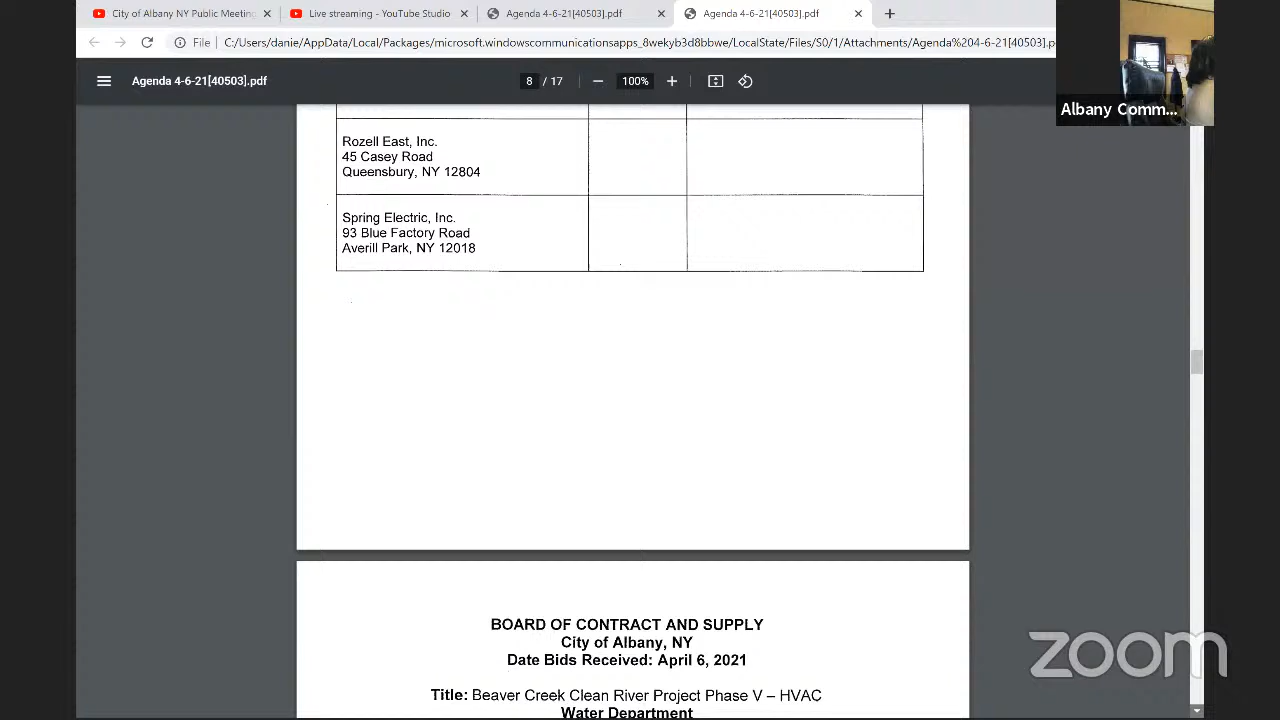 City of Albany NY Public Meeting
Live streaming - YouTube Studio
Agenda 4-6-21[40503].pdf
Agenda 4-6-21[40503].pdf
File
C:/Users/danie/AppData/Local/Packages/microsoft.windowscommunicationsapps_8wekyb3d8bbwe/LocalState/Files/S0/1/Attachments/Agenda%204-6-21[40503].p
Agenda 4-6-21[40503].pdf
8 / 17
100%
Albany Comm...
Rozell East, Inc.
45 Casey Road
Queensbury, NY 12804
Spring Electric, Inc.
93 Blue Factory Road
Averill Park, NY 12018
BOARD OF CONTRACT AND SUPPLY
City of Albany, NY
Date Bids Received: April 6, 2021
Title: Beaver Creek Clean River Project Phase V – HVAC
Water Department
zoom